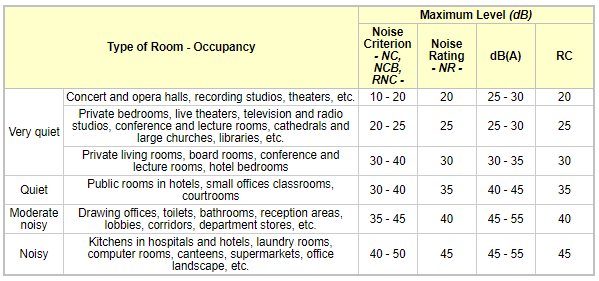 Type of Room - Occupancy
Maximum Level (dB)
Noise
Criterion
- NC,
NCB,
RNC -
Noise
Rating
- NR -
dB(A)
RC
Very quiet
Concert and opera halls, recording studios, theaters, etc.
10 - 20
20
25 - 30
20
Private bedrooms, live theaters, television and radio
studios, conference and lecture rooms, cathedrals and
large churches, libraries, etc.
20 - 25
25
25 - 30
25
Private living rooms, board rooms, conference and
lecture rooms, hotel bedrooms
30 - 40
30
30 - 35
30
Quiet
Public rooms in hotels, small offices classrooms,
courtrooms
30 - 40
35
40 - 45
35
Moderate
noisy
Drawing offices, toilets, bathrooms, reception areas,
lobbies, corridors, department stores, etc.
35 - 45
40
45 - 55
40
Noisy
Kitchens in hospitals and hotels, laundry rooms,
computer rooms, canteens, supermarkets, office
landscape, etc.
40 - 50
45
45 - 55
45